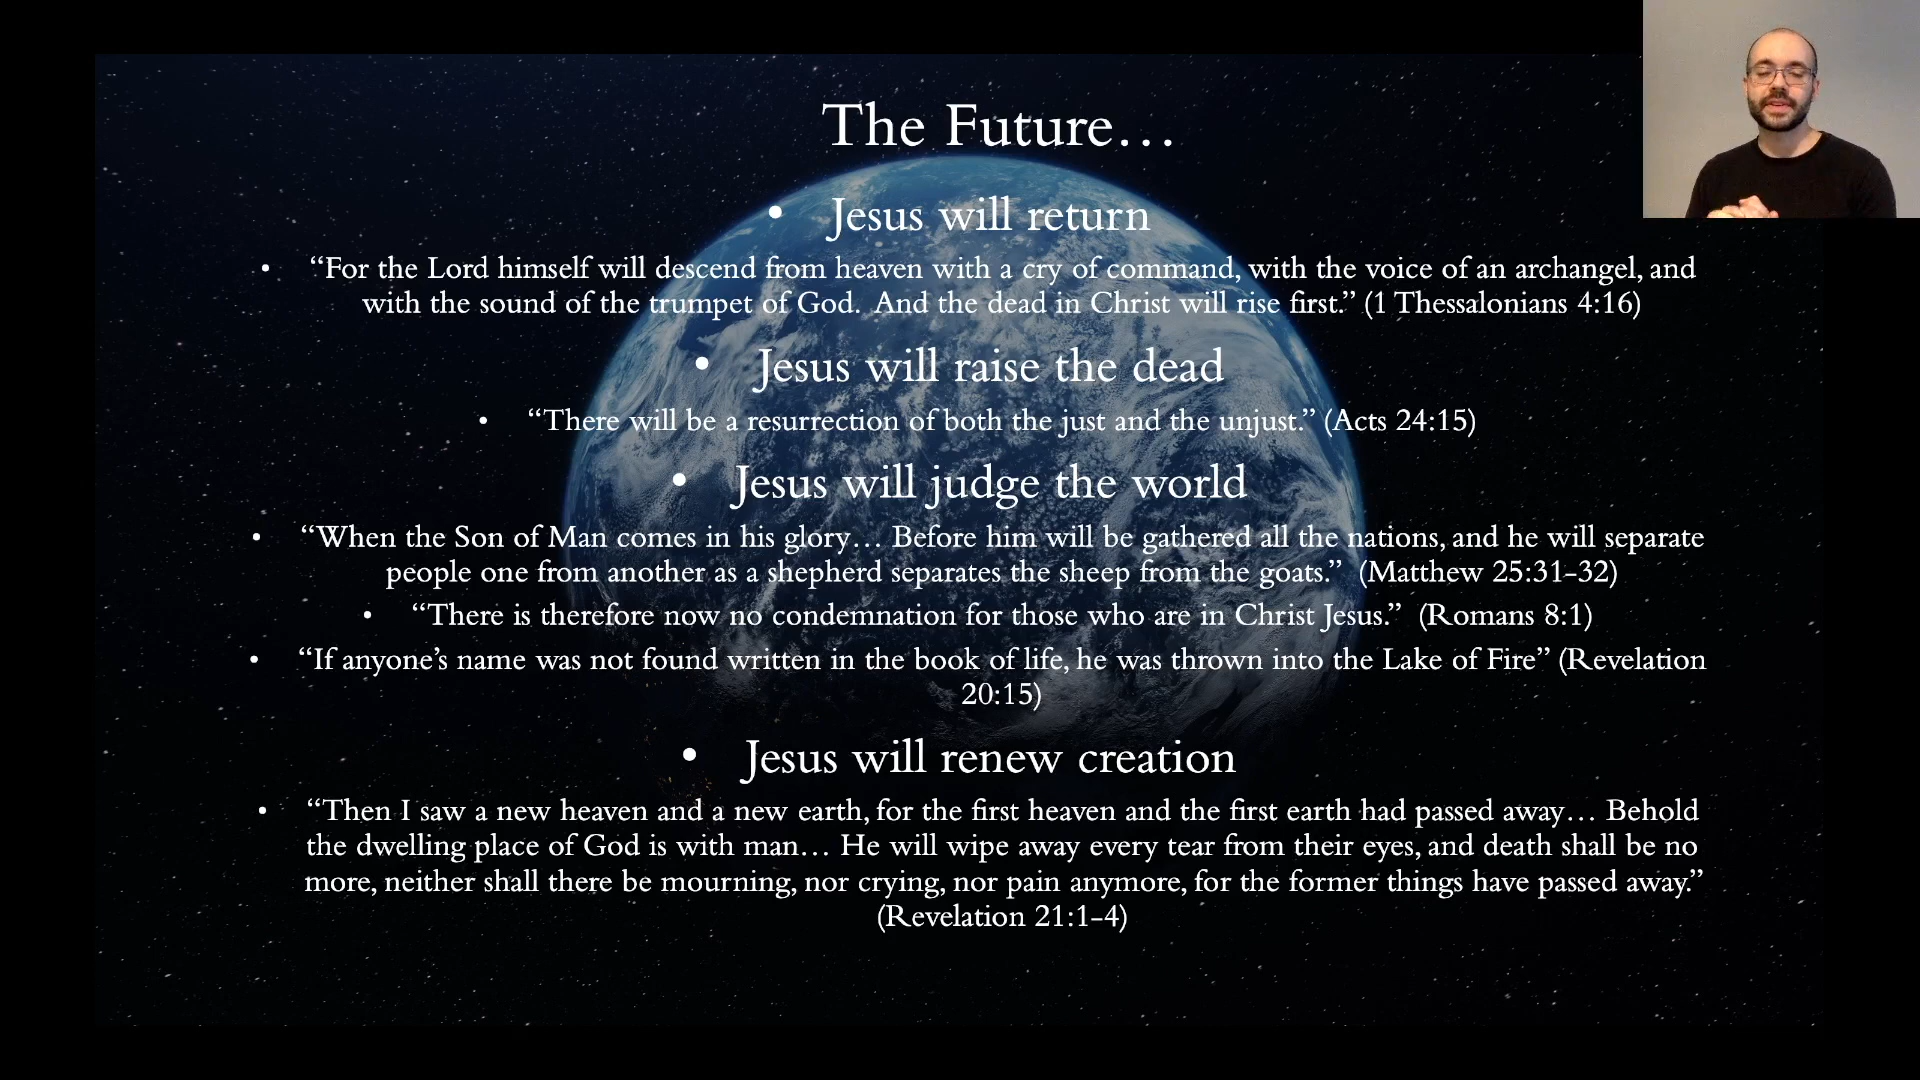 The Future…
• Jesus will return
• “For the Lord himself will descend from heaven with a cry of command, with the voice of an archangel, and
with the sound of the trumpet of God. And the dead in Christ will rise first.” (1 Thessalonians 4:16)
• Jesus will raise the dead
• “There will be a resurrection of both the just and the unjust.” (Acts 24:15)
• Jesus will judge the world
• “When the Son of Man comes in his glory… Before him will be gathered all the nations, and he will separate
people one from another as a shepherd separates the sheep from the goats.” (Matthew 25:31-32)
• “There is therefore now no condemnation for those who are in Christ Jesus.” (Romans 8:1)
• “If anyone’s name was not found written in the book of life, he was thrown into the Lake of Fire” (Revelation
20:15)
• Jesus will renew creation
• “Then I saw a new heaven and a new earth, for the first heaven and the first earth had passed away… Behold
the dwelling place of God is with man… He will wipe away every tear from their eyes, and death shall be no
more, neither shall there be mourning, nor crying, nor pain anymore, for the former things have passed away.”
(Revelation 21:1-4)